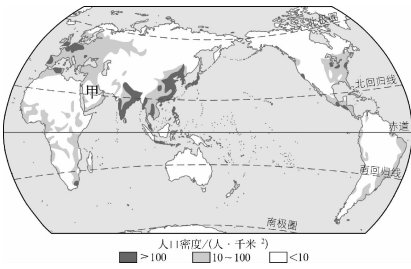 北极圈
北回归线
甲
赤道
南回归线
南极圈
人口密度/(人·千米²)
>100 10~100 <10